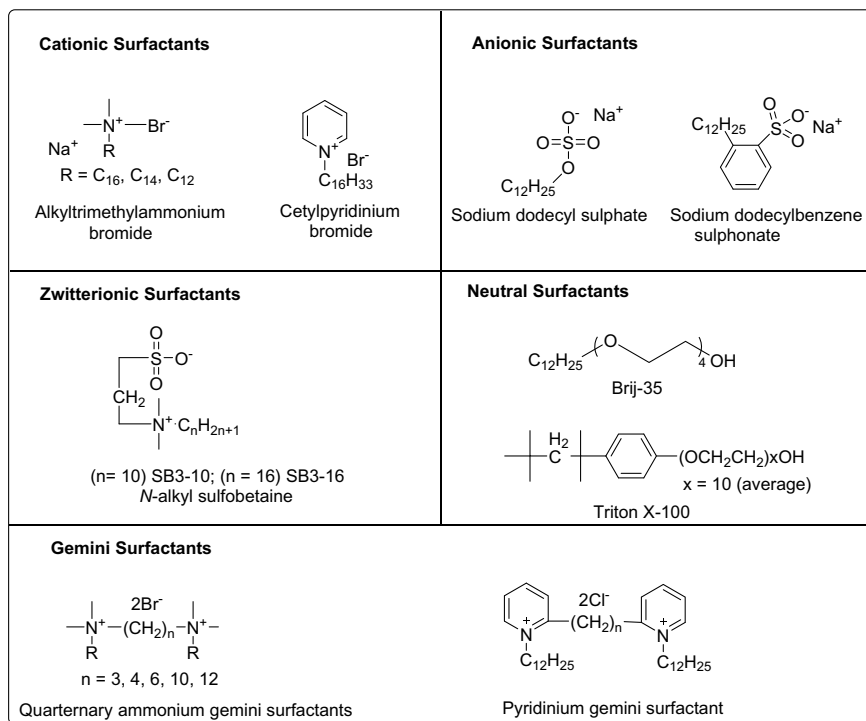 Cationic Surfactants
N⁺
Br⁻
Na⁺
R
R = C₁₆, C₁₄, C₁₂
Alkyltrimethylammonium
bromide
N⁺
Br⁻
C₁₆H₃₃
Cetylpyridinium
bromide
Anionic Surfactants
O⁻ Na⁺
O S O
O
C₁₂H₂₅
Sodium dodecyl sulphate
O
O⁻
C₁₂H₂₅ S Na⁺
O
Sodium dodecylbenzene
sulphonate
Zwitterionic Surfactants
O
S O⁻
O
CH₂
N⁺ CₙH₂ₙ₊₁
(n= 10) SB3-10; (n = 16) SB3-16
N-alkyl sulfobetaine
Neutral Surfactants
C₁₂H₂₅ ( O )₄ OH
Brij-35
H₂
C (OCH₂CH₂)xOH
x = 10 (average)
Triton X-100
Gemini Surfactants
2Br⁻
N⁺ (CH₂)ₙ N⁺
R R
n = 3, 4, 6, 10, 12
Quarternary ammonium gemini surfactants
2Cl⁻
+ (CH₂)ₙ +
N N
C₁₂H₂₅ C₁₂H₂₅
Pyridinium gemini surfactant